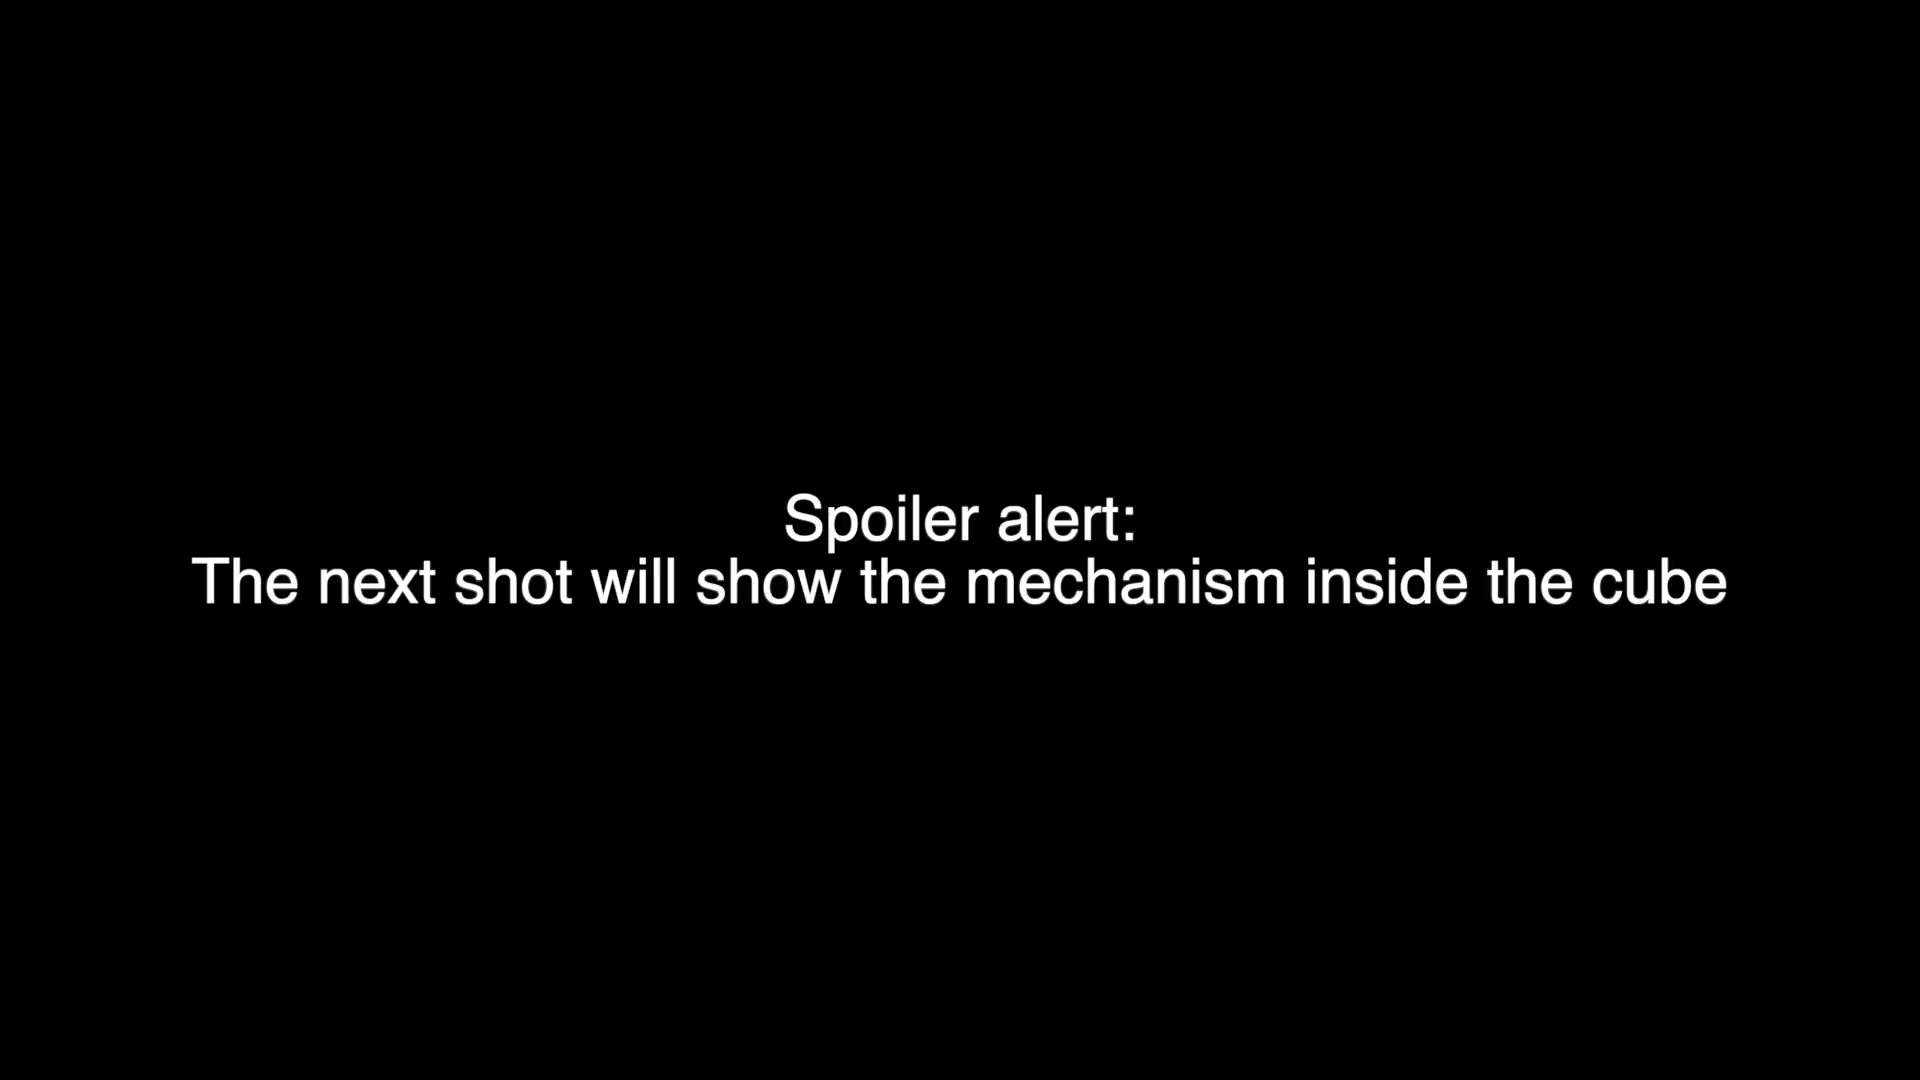 Spoiler alert:
The next shot will show the mechanism inside the cube